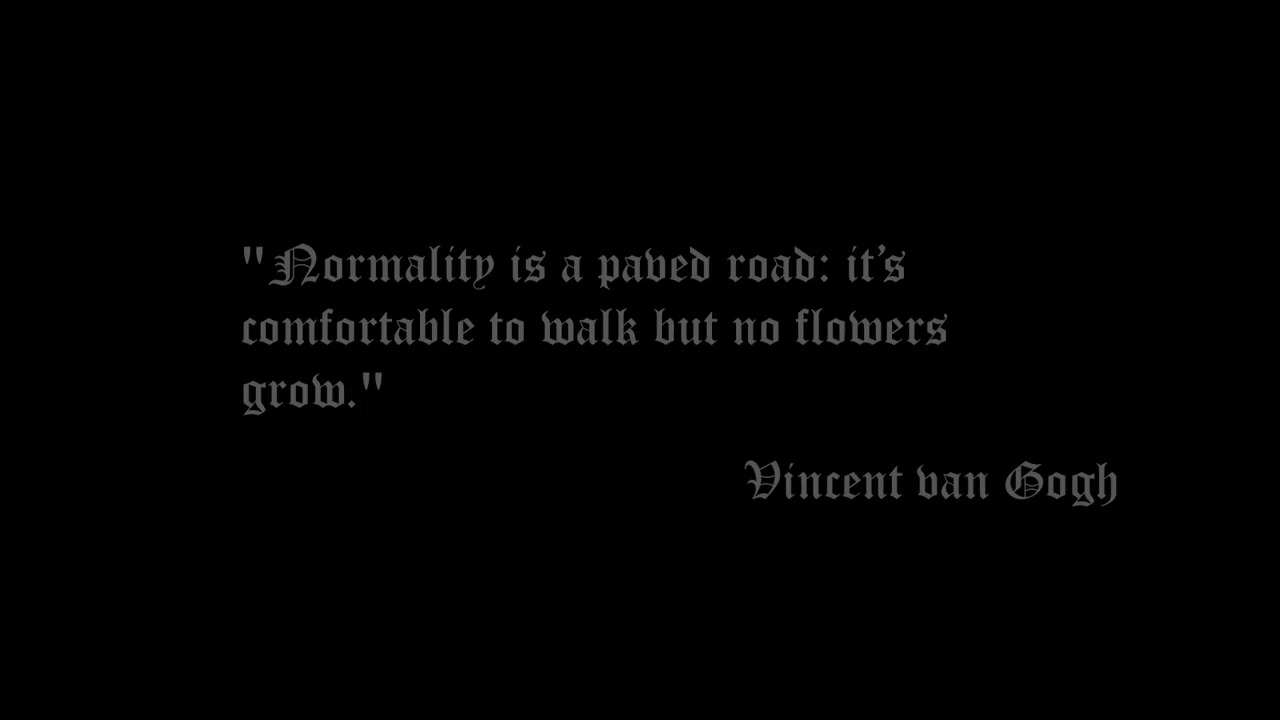 "Normality is a paved road: it’s
comfortable to walk but no flowers
grow."
Vincent van Gogh